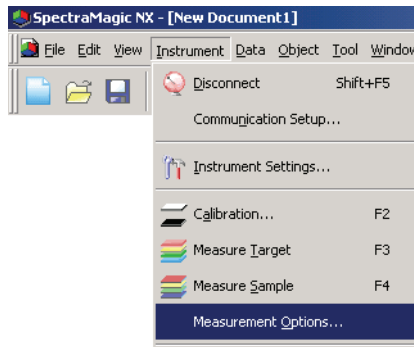 SpectraMagic NX - [New Document1]
File Edit View Instrument Data Object Tool Window
Disconnect Shift+F5
Communication Setup...
Instrument Settings...
Calibration... F2
Measure Target F3
Measure Sample F4
Measurement Options...